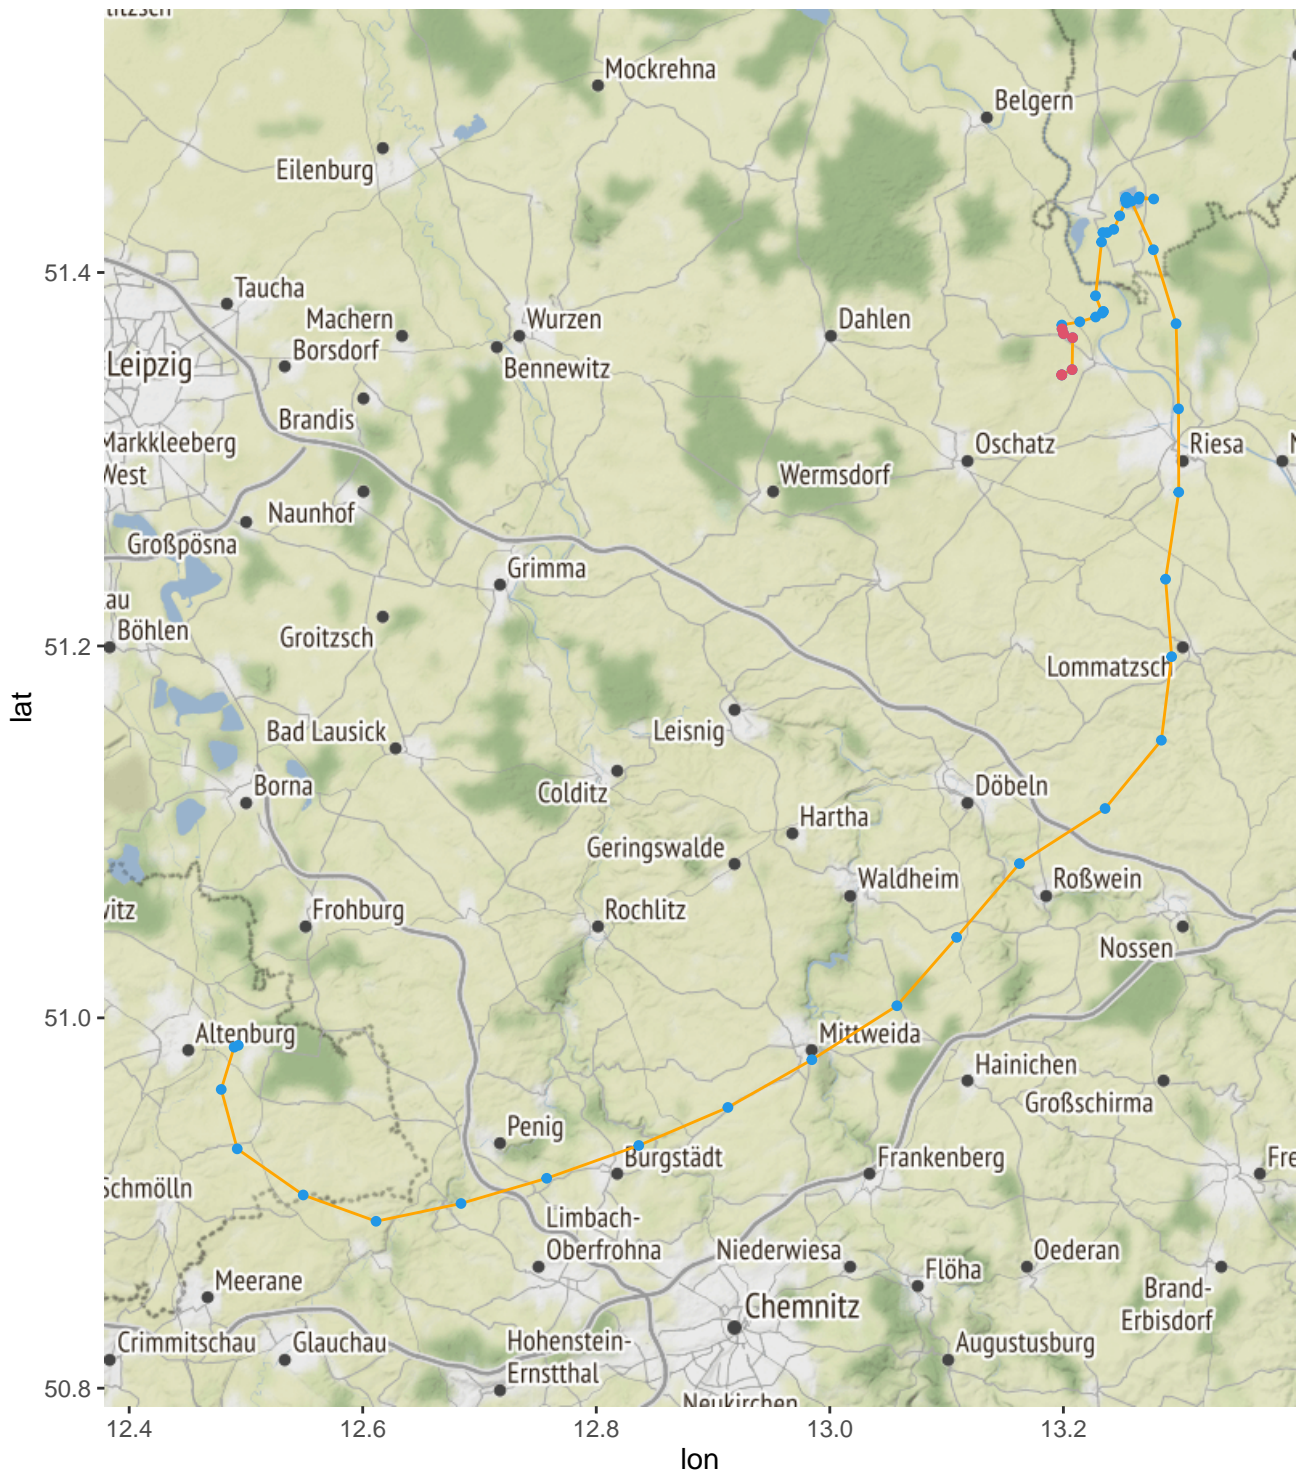 Mockrehna
Belgern
Eilenburg
51.4
Taucha
Machern
Wurzen
Dahlen
Borsdorf
Leipzig
Bennewitz
Brandis
Markkleeberg
West
Oschatz
Riesa
Wermsdorf
Naunhof
Großpösna
Grimma
Böhlen
Groitzsch
51.2
Lommatzsch
lat
Bad Lausick
Leisnig
Borna
Colditz
Döbeln
Hartha
Geringswalde
Waldheim
Roßwein
Frohburg
Rochlitz
Nossen
51.0
Altenburg
Mittweida
Hainichen
Großschirma
Penig
Burgstädt
Frankenberg
Fre
Schmölln
Limbach-
Oberfrohna
Niederwiesa
Oederan
Flöha
Meerane
Brand-
Erbisdorf
Chemnitz
Crimmitschau
Glauchau
Hohenstein-
Ernstthal
Augustusburg
50.8
Neukirchen
12.4
12.6
12.8
13.0
13.2
lon